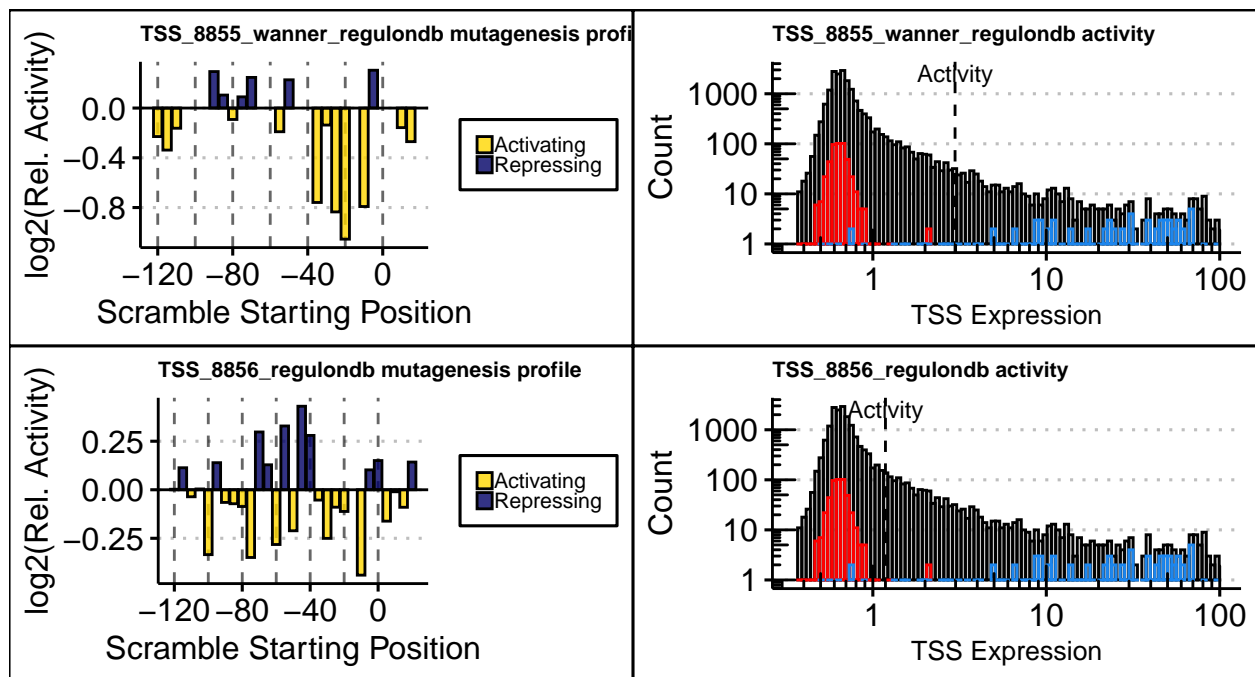 TSS_8855_wanner_regulondb mutagenesis profi
log2(Rel. Activity)
0.0
−0.4
−0.8
−120 −80 −40 0
Scramble Starting Position
Activating
Repressing
TSS_8855_wanner_regulondb activity
Activity
Count
1000
100
10
1
1 10 100
TSS Expression
TSS_8856_regulondb mutagenesis profile
log2(Rel. Activity)
0.25
0.00
−0.25
−120 −80 −40 0
Scramble Starting Position
Activating
Repressing
TSS_8856_regulondb activity
Activity
Count
1000
100
10
1
1 10 100
TSS Expression